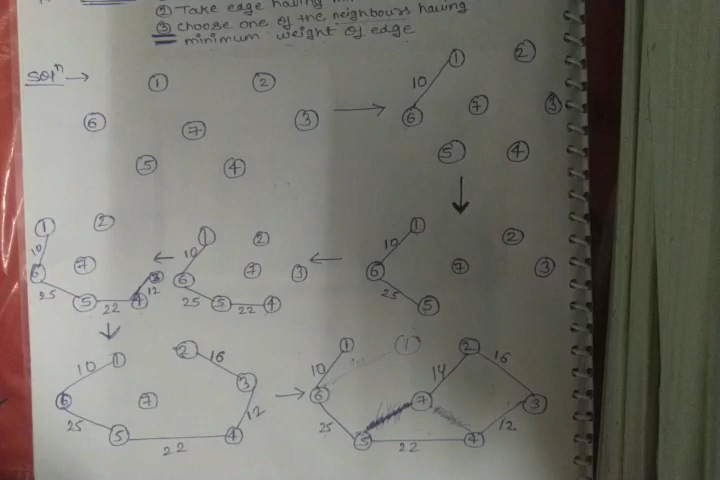 ② Take edge having
③ choose one of the neighbours having
minimum weight of edge
Solⁿ →
① ②
⑥ ⑦ ③
⑤ ④
① ②
10
⑥ ⑦ ③
⑤ ④
① ②
10
⑥ ⑦ ③
25
⑤
① ②
10
⑥ ⑦ ③
25 ⑤ 22 ④
① ②
10
⑥ ⑦ ③
12
25 ⑤ 22 ④
① ② 16
10
⑥ ⑦ ③
25 12
⑤ 22 ④
① ② 16
10 14
⑥ ⑦ ③
25 12
⑤ 22 ④